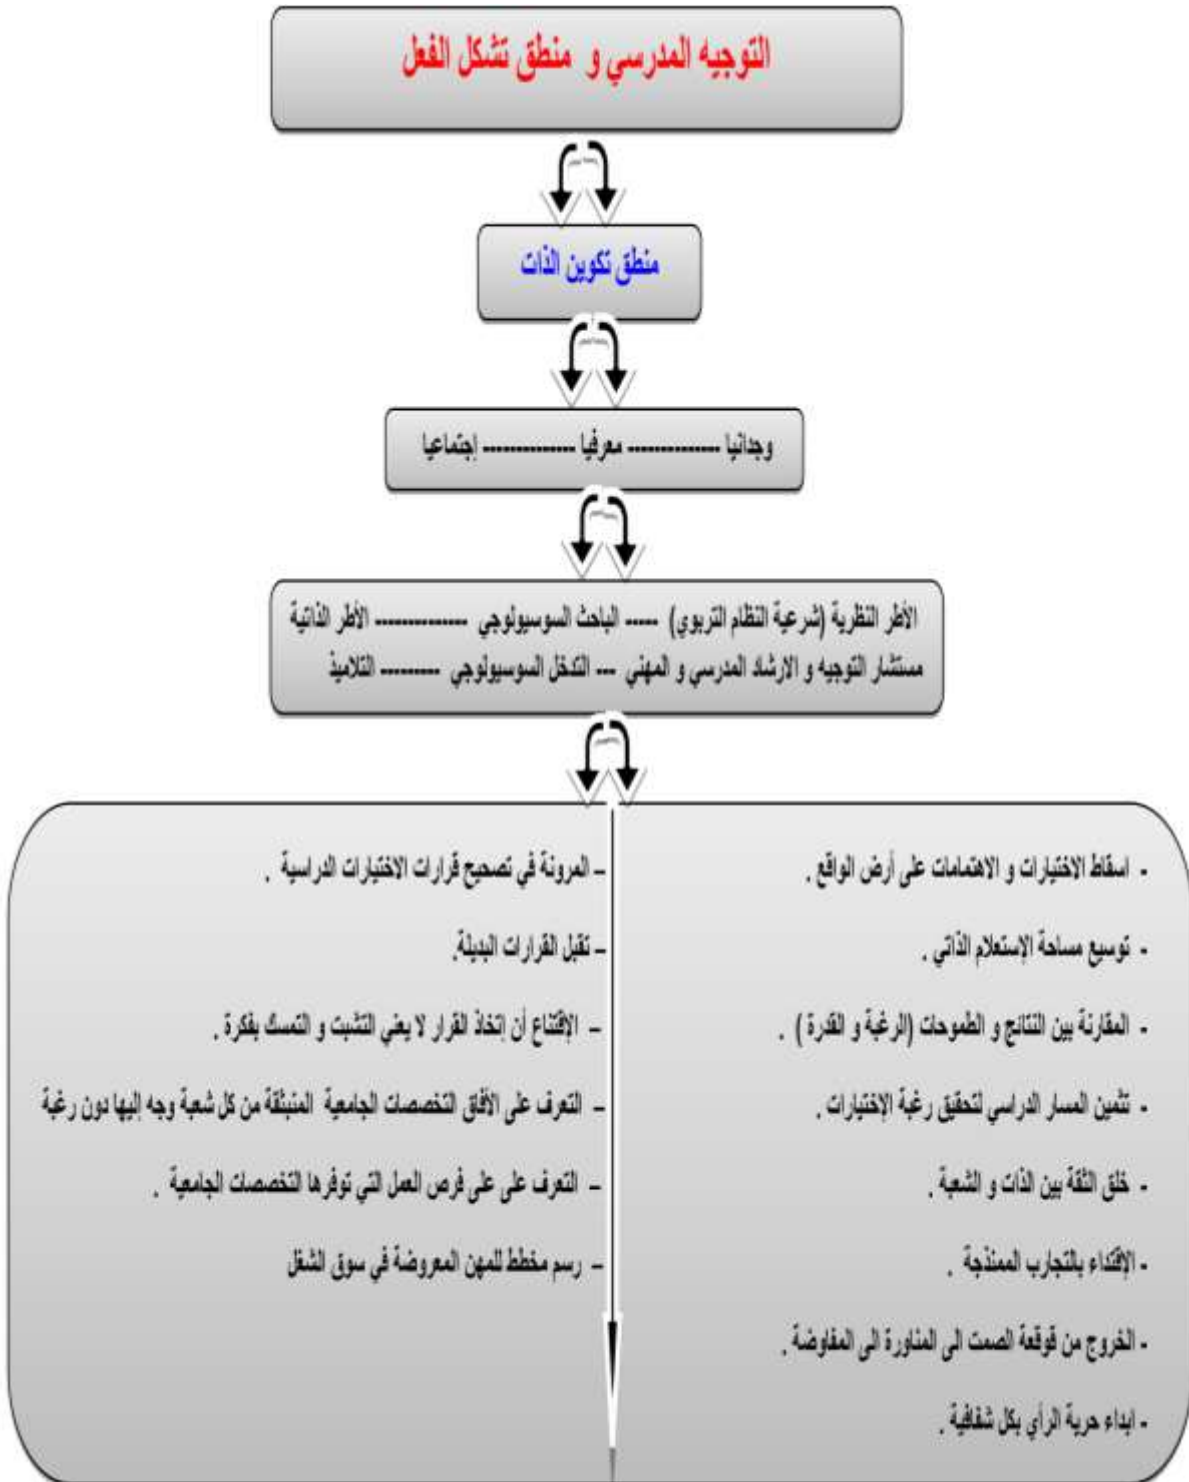 التوجيه المدرسي و منطق تشكل الفعل
منطق تكوين الذات
وجدانيا -------------- معرفيا -------------- إجتماعيا
الأطر النظرية (شرعية النظام التربوي) ----- الباحث السوسيولوجي -------------- الأطر الذاتية
مستشار التوجيه و الارشاد المدرسي و المهني --- التدخل السوسيولوجي --------- التلاميذ
- اسقاط الاختيارات و الاهتمامات على أرض الواقع .
- توسيع مساحة الإستعلام الذاتي .
- المقارنة بين النتائج و الطموحات (الرغبة و القدرة ) .
- تثمين المسار الدراسي لتحقيق رغبة الإختيارات .
- خلق الثقة بين الذات و الشعبة .
- الإقتداء بالتجارب الممنذجة .
- الخروج من قوقعة الصمت الى المناورة الى المفاوضة .
- ابداء حرية الرأي بكل شفافية .
– المرونة في تصحيح قرارات الاختيارات الدراسية .
– تقبل القرارات البديلة.
– الإقتناع أن إتخاذ القرار لا يعني التشبت و التمسك بفكرة .
– التعرف على الأفاق التخصصات الجامعية المنبثقة من كل شعبة وجه إليها دون رغبة
– التعرف على على فرص العمل التي توفرها التخصصات الجامعية .
– رسم مخطط للمهن المعروضة في سوق الشغل